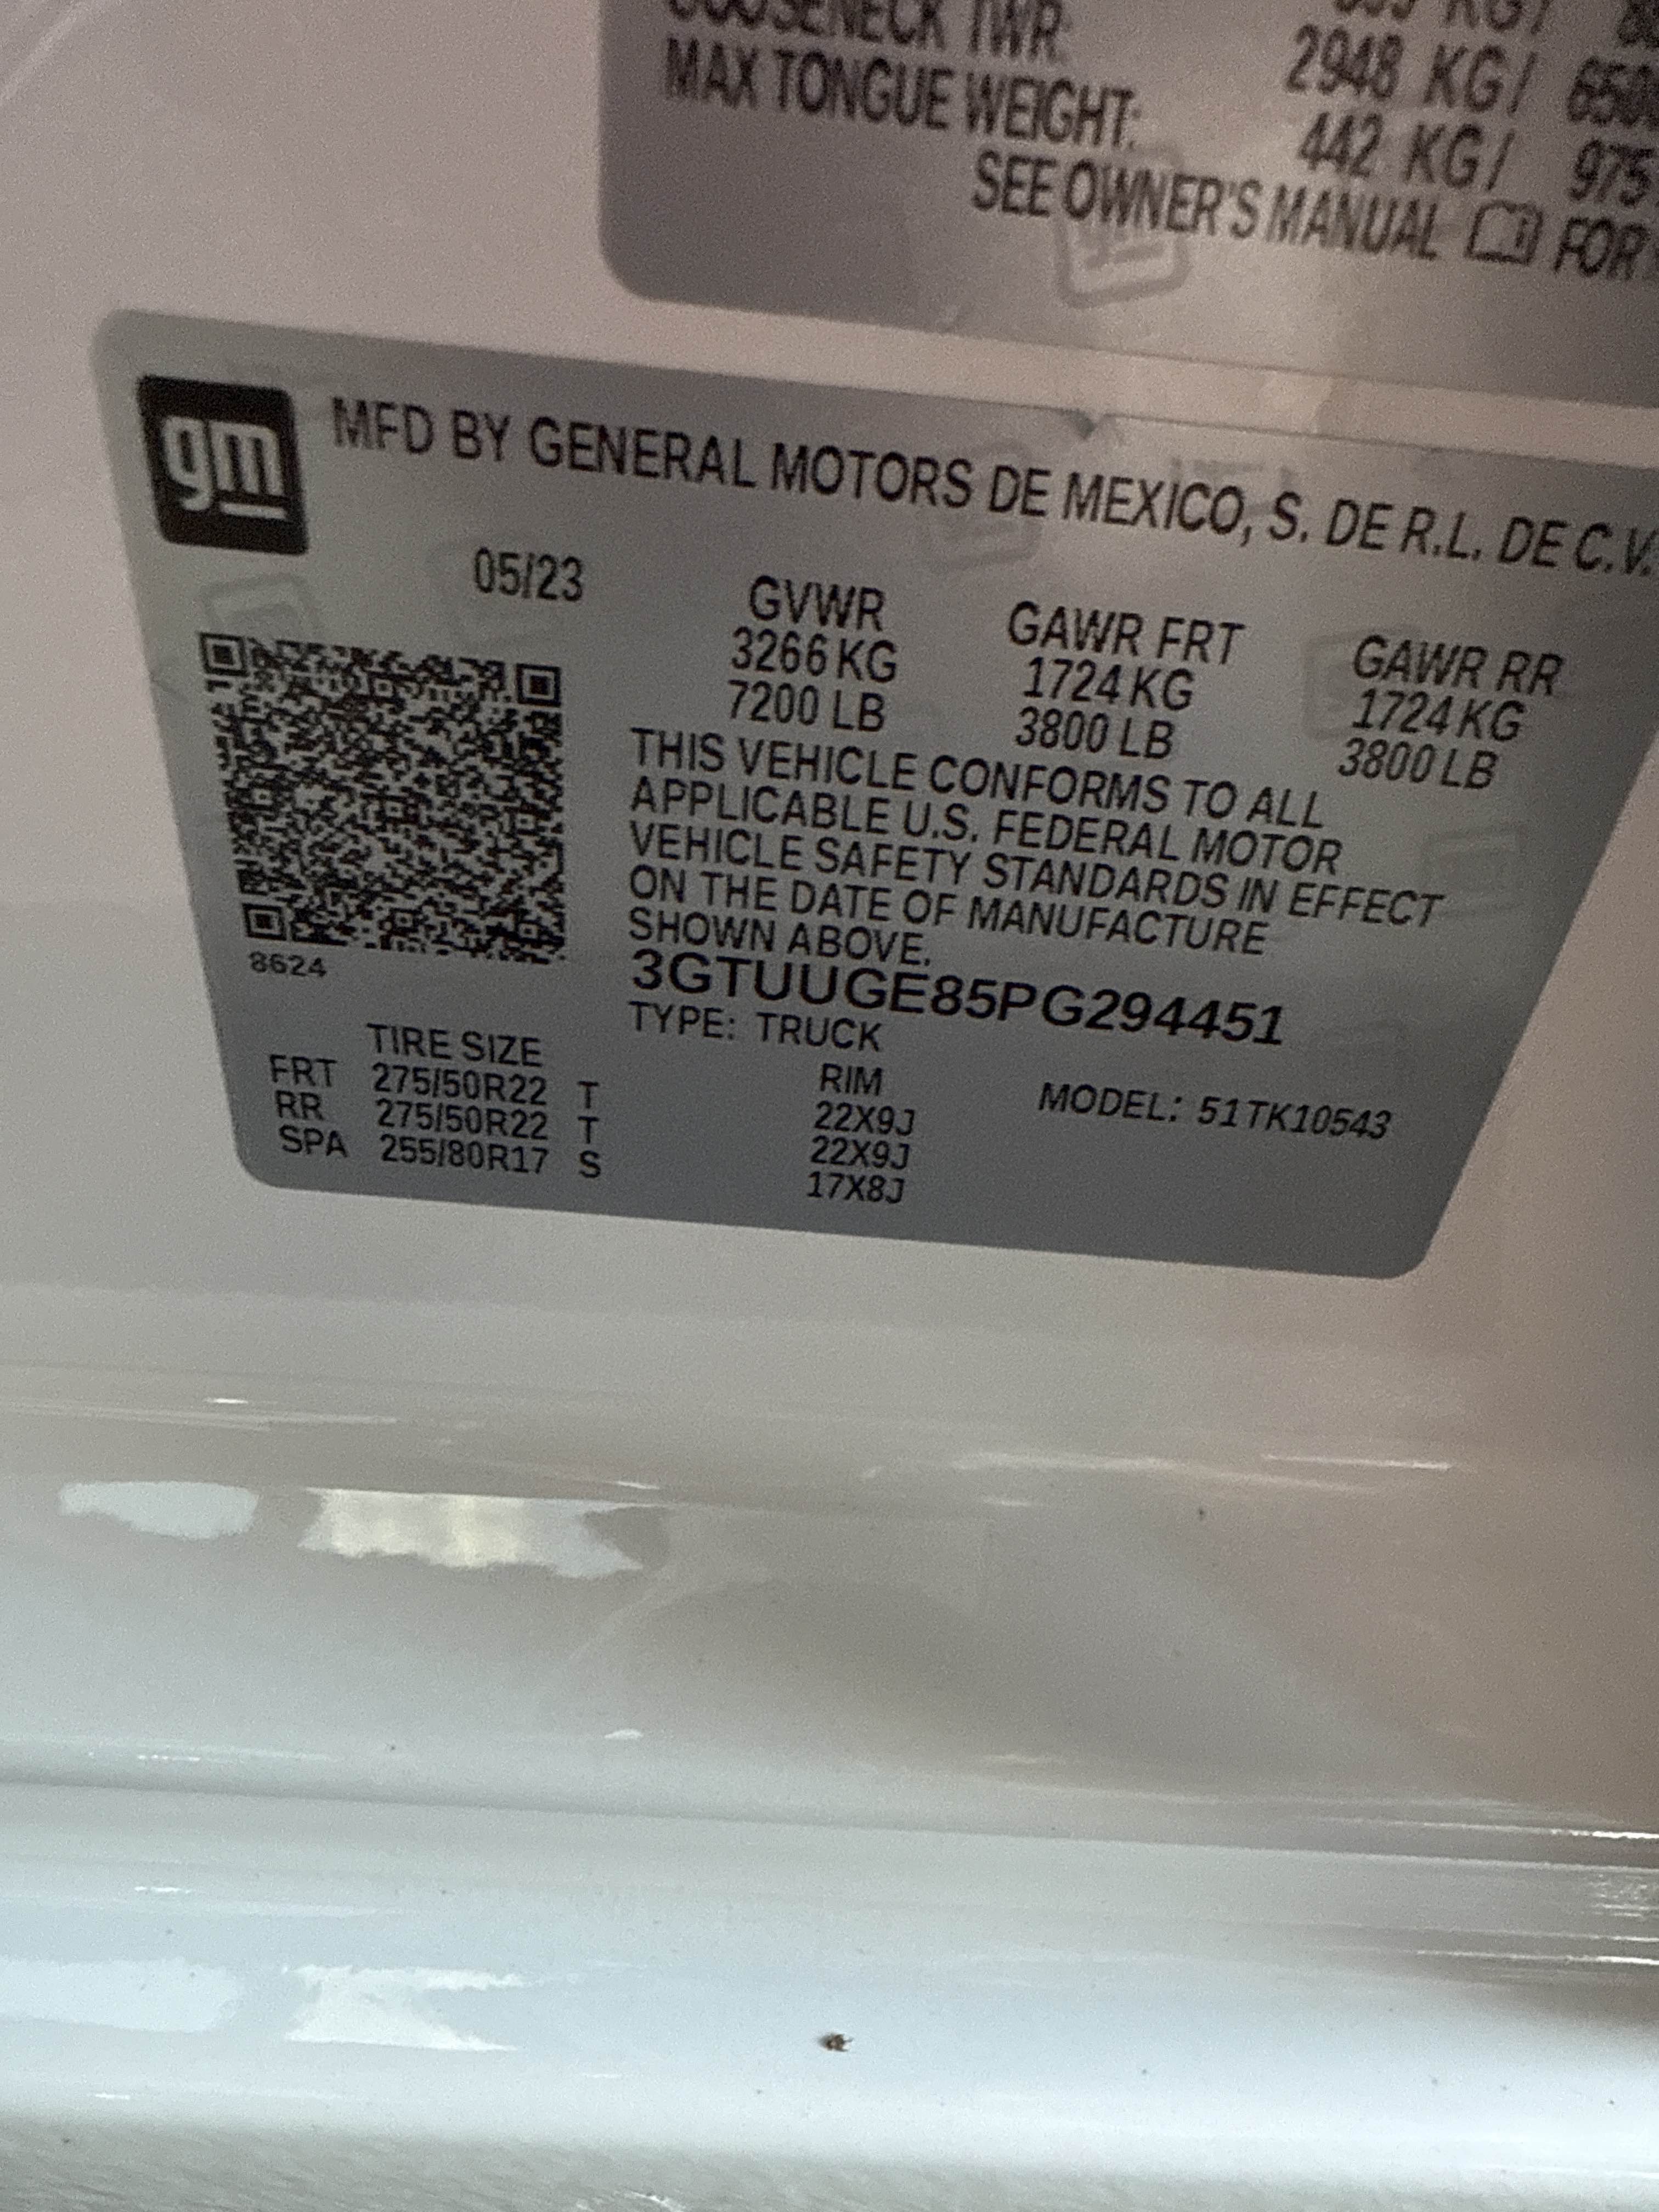 GOOSENECK TWR:
2948 KG/
MAX TONGUE WEIGHT: 442 KG/ 975
SEE OWNER'S MANUAL FOR
gm
MFD BY GENERAL MOTORS DE MEXICO, S. DE R.L. DE C.V.
05/23
GVWR GAWR FRT GAWR RR
3266 KG 1724 KG 1724 KG
7200 LB 3800 LB 3800 LB
THIS VEHICLE CONFORMS TO ALL
APPLICABLE U.S. FEDERAL MOTOR
VEHICLE SAFETY STANDARDS IN EFFECT
ON THE DATE OF MANUFACTURE
SHOWN ABOVE.
8624
3GTUUGE85PG294451
TYPE: TRUCK
TIRE SIZE RIM MODEL: 51TK10543
FRT 275/50R22 T 22X9J
RR 275/50R22 T 22X9J
SPA 255/80R17 S 17X8J